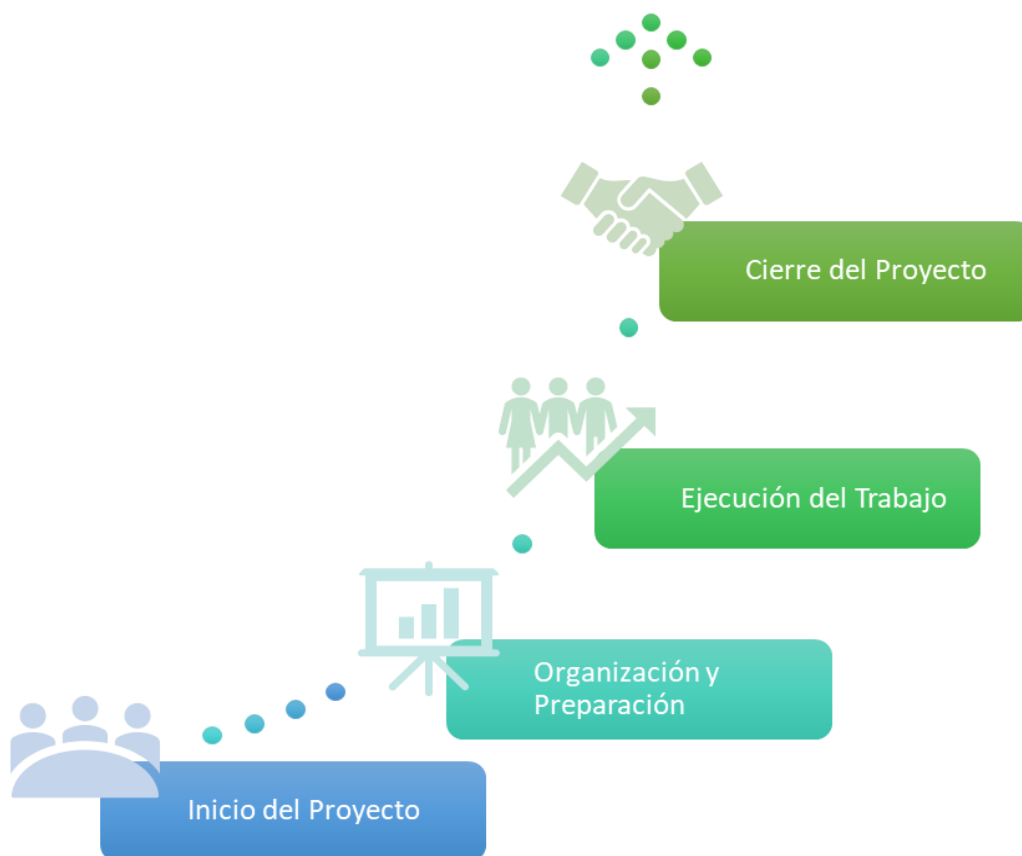 Cierre del Proyecto
Ejecución del Trabajo
Organización y
Preparación
Inicio del Proyecto